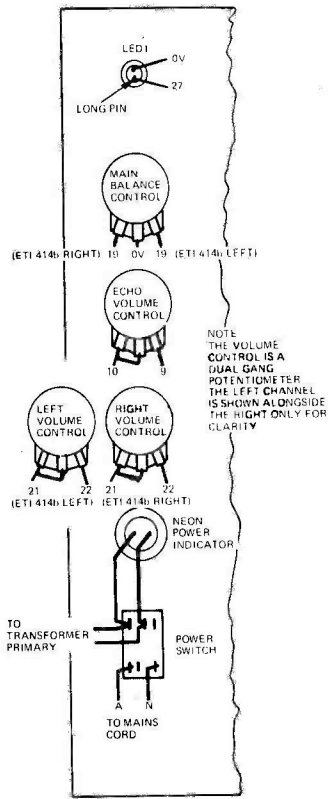 LED I
0V
27
LONG PIN
MAIN
BALANCE
CONTROL
(ETI 414b RIGHT) 19 0V 19 (ETI 414b LEFT)
ECHO
VOLUME
CONTROL
10 9
NOTE
THE VOLUME
CONTROL IS A
DUAL GANG
POTENTIOMETER
THE LEFT CHANNEL
IS SHOWN ALONGSIDE
THE RIGHT ONLY FOR
CLARITY
LEFT
VOLUME
CONTROL
RIGHT
VOLUME
CONTROL
21 22 21 22
(ETI 414b LEFT) (ETI 414b RIGHT)
NEON
POWER
INDICATOR
TO
TRANSFORMER
PRIMARY
POWER
SWITCH
A N
TO MAINS
CORD